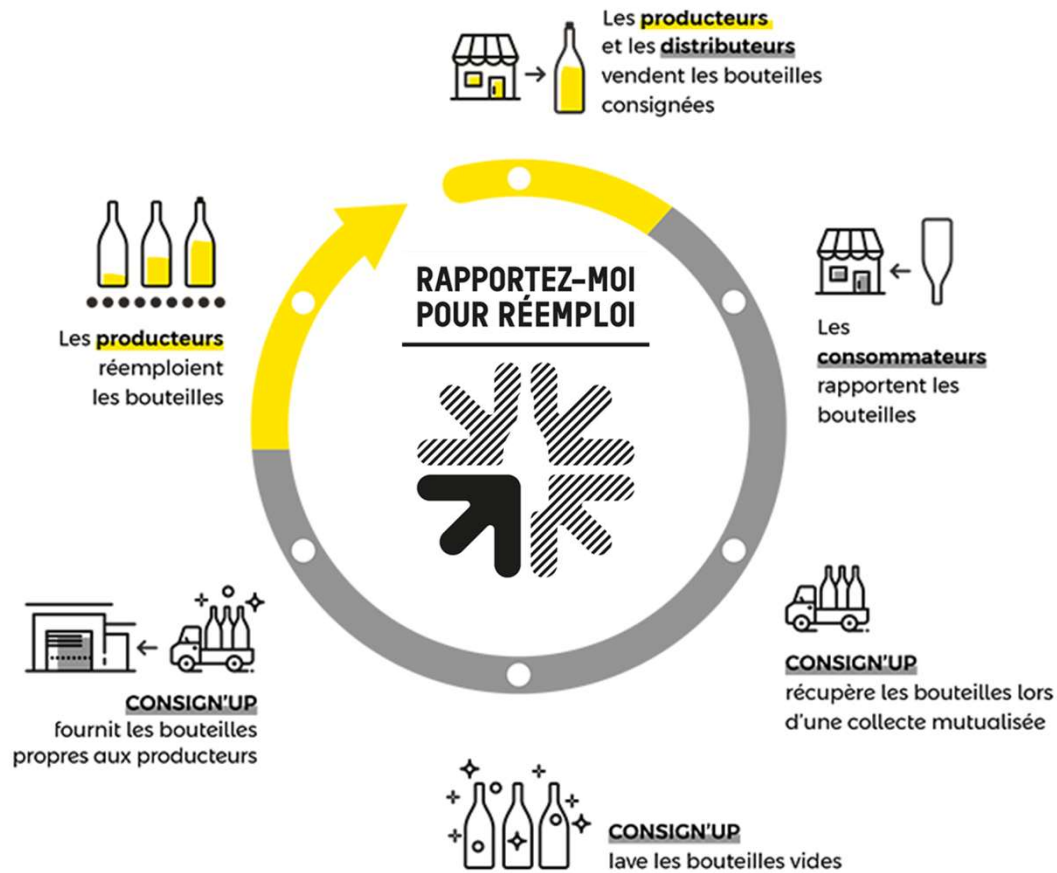 Les producteurs
et les distributeurs
vendent les bouteilles
consignées
Les
consommateurs
rapportent les
bouteilles
CONSIGN'UP
récupère les bouteilles lors
d'une collecte mutualisée
CONSIGN'UP
lave les bouteilles vides
CONSIGN'UP
fournit les bouteilles
propres aux producteurs
Les producteurs
réemploient
les bouteilles
RAPPORTEZ-MOI
POUR RÉEMPLOI